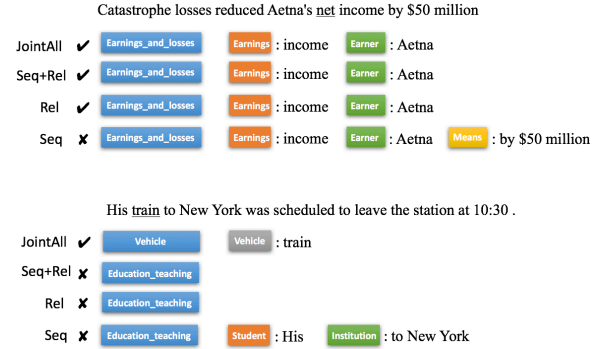 Catastrophe losses reduced Aetna's net income by $50 million
JointAll ✔ Earnings_and_losses Earnings : income Earner : Aetna
Seq+Rel ✔ Earnings_and_losses Earnings : income Earner : Aetna
Rel ✔ Earnings_and_losses Earnings : income Earner : Aetna
Seq ✘ Earnings_and_losses Earnings : income Earner : Aetna Means : by $50 million
His train to New York was scheduled to leave the station at 10:30 .
JointAll ✔ Vehicle Vehicle : train
Seq+Rel ✘ Education_teaching
Rel ✘ Education_teaching
Seq ✘ Education_teaching Student : His Institution : to New York